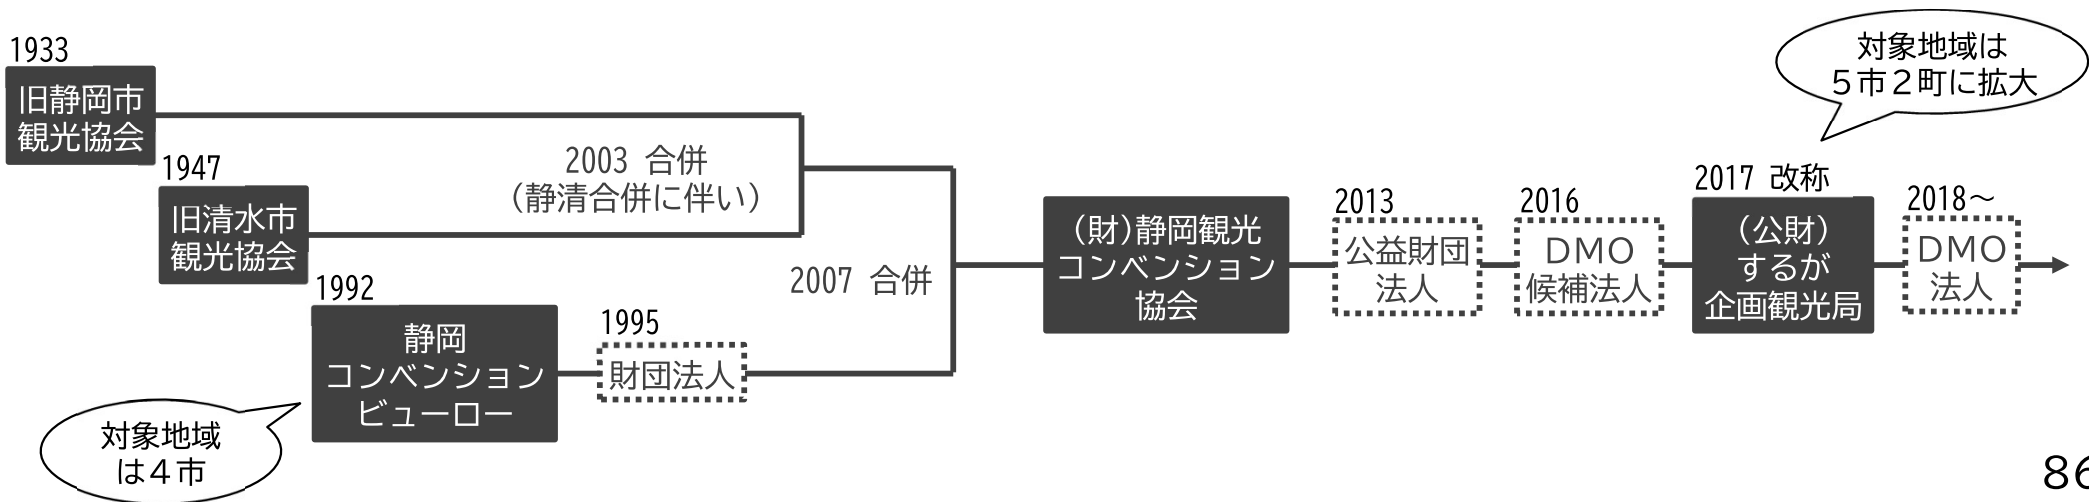 1933
旧静岡市
観光協会
1947
旧清水市
観光協会
2003 合併
（静清合併に伴い）
1992
静岡
コンベンション
ビューロー
対象地域
は４市
1995
財団法人
2007 合併
（財）静岡観光
コンベンション
協会
2013
公益財団
法人
2016
ＤＭＯ
候補法人
対象地域は
５市２町に拡大
2017 改称
（公財）
するが
企画観光局
2018～
ＤＭＯ
法人
86